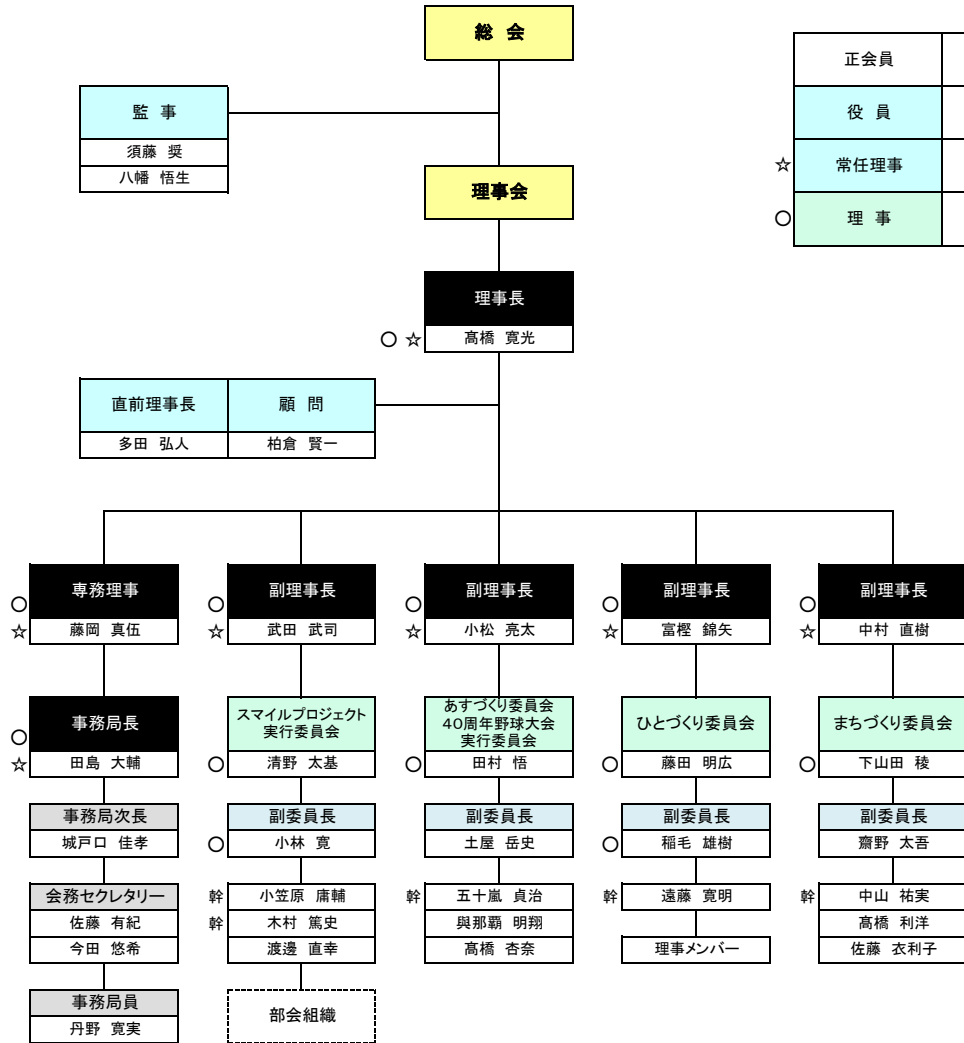 総 会
正会員
監 事
須藤 奨
八幡 悟生
役 員
☆ 常任理事
○ 理 事
理事会
理事長
○ ☆ 髙橋 寛光
直前理事長 顧 問
多田 弘人 柏倉 賢一
○ 専務理事
☆ 藤岡 真伍
○ 副理事長
☆ 武田 武司
○ 副理事長
☆ 小松 亮太
○ 副理事長
☆ 富樫 錦矢
○ 副理事長
☆ 中村 直樹
○ 事務局長
☆ 田島 大輔
事務局次長
城戸口 佳孝
会務セクレタリー
佐藤 有紀
今田 悠希
事務局員
丹野 寛実
スマイルプロジェクト
実行委員会
○ 清野 太基
副委員長
○ 小林 寛
幹 小笠原 庸輔
幹 木村 篤史
渡邊 直幸
部会組織
あすづくり委員会
40周年野球大会
実行委員会
○ 田村 悟
副委員長
土屋 岳史
幹 五十嵐 貞治
與那覇 明翔
髙橋 杏奈
ひとづくり委員会
○ 藤田 明広
副委員長
○ 稲毛 雄樹
幹 遠藤 寛明
理事メンバー
まちづくり委員会
○ 下山田 稜
副委員長
齋野 太吾
幹 中山 祐実
髙橋 利洋
佐藤 衣利子